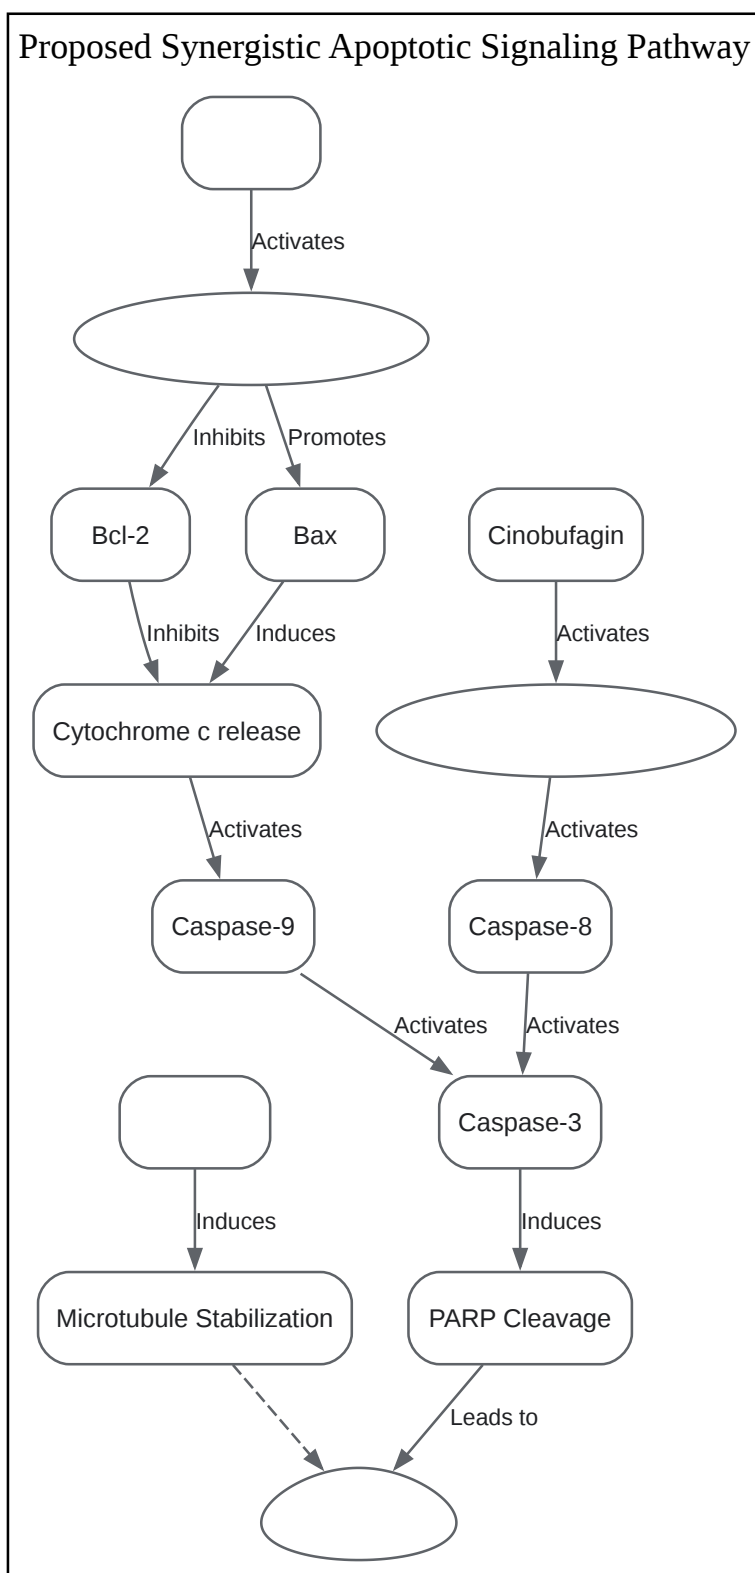 Proposed Synergistic Apoptotic Signaling Pathway
Activates
Inhibits
Promotes
Bcl-2
Bax
Cinobufagin
Inhibits
Induces
Activates
Cytochrome c release
Activates
Activates
Caspase-9
Caspase-8
Activates
Activates
Caspase-3
Induces
Induces
Microtubule Stabilization
PARP Cleavage
Leads to